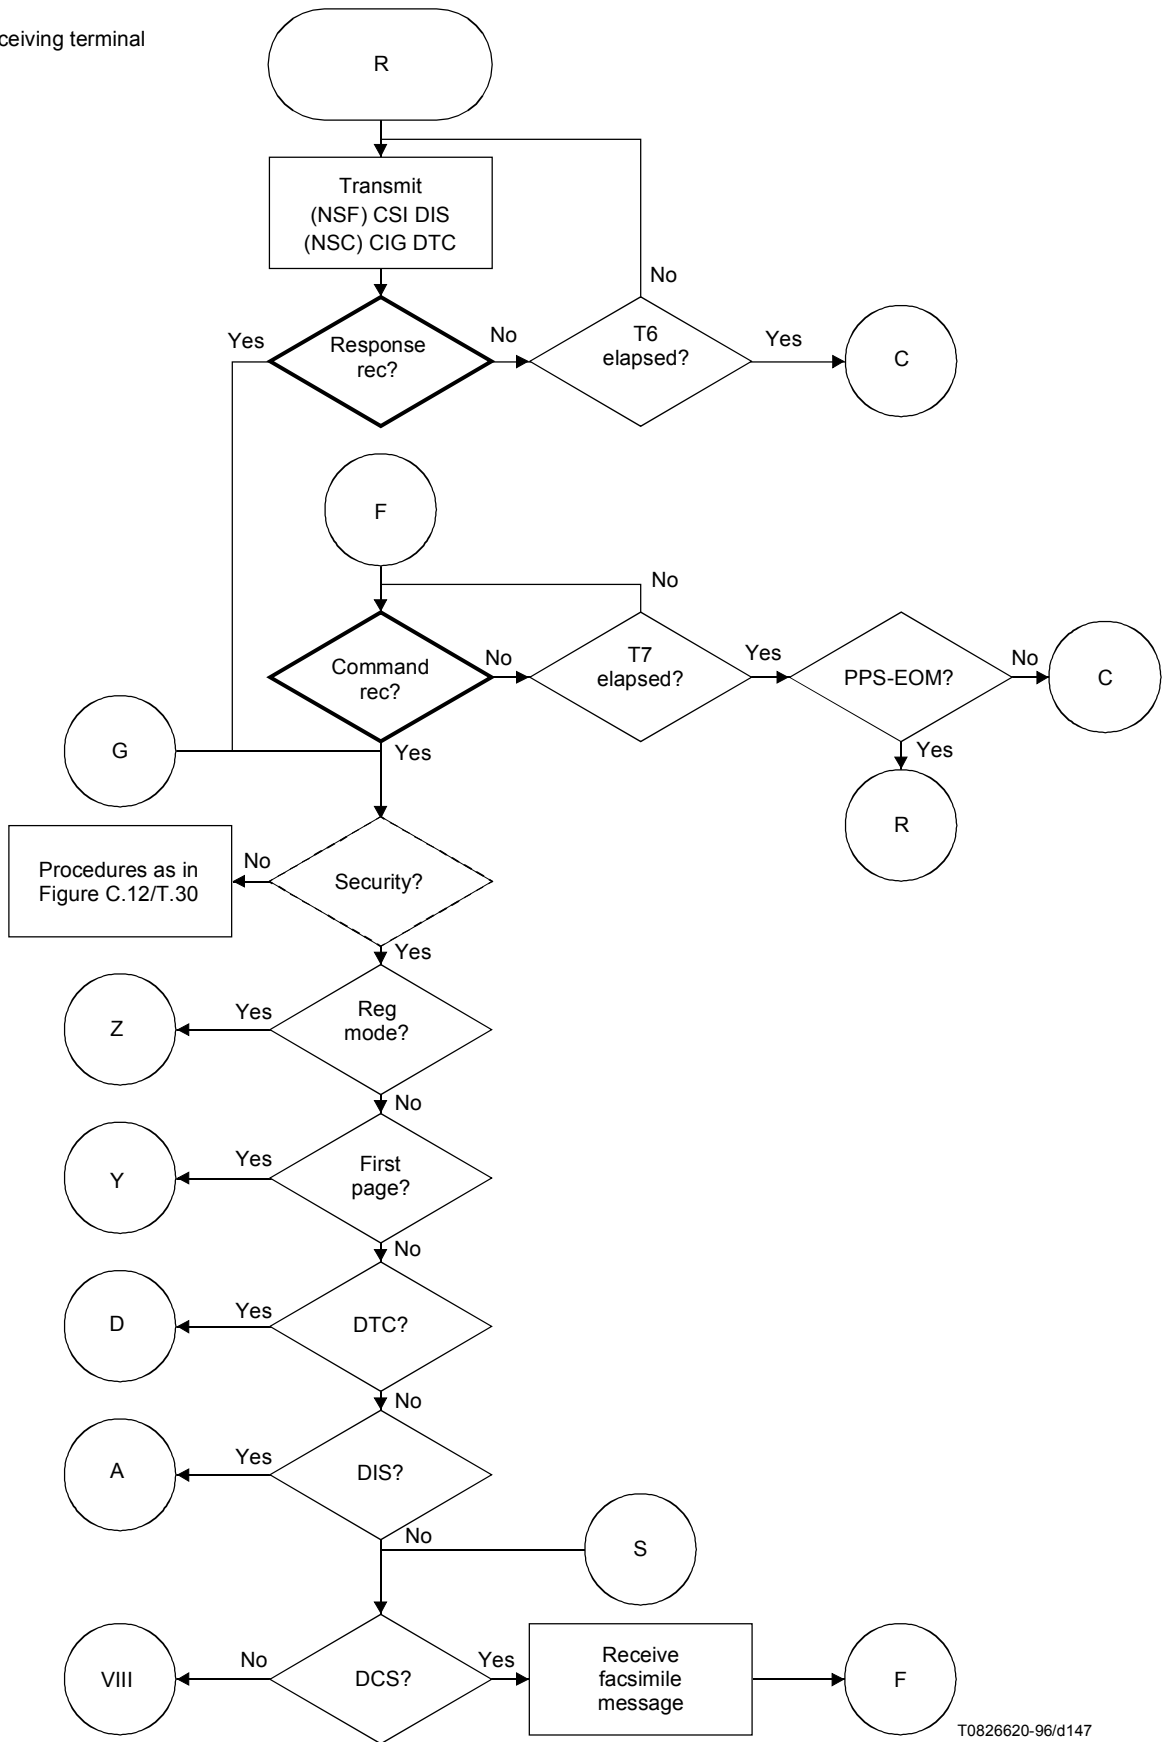 ceiving terminal
R
Transmit
(NSF) CSI DIS
(NSC) CIG DTC
No
Yes
Response
rec?
No
T6
elapsed?
Yes
C
F
No
Command
rec?
No
T7
elapsed?
Yes
PPS-EOM?
No
C
G
Yes
Yes
R
Procedures as in
Figure C.12/T.30
No
Security?
Yes
Z
Yes
Reg
mode?
No
Y
Yes
First
page?
No
D
Yes
DTC?
No
A
Yes
DIS?
No
S
VIII
No
DCS?
Yes
Receive
facsimile
message
F
T0826620-96/d147